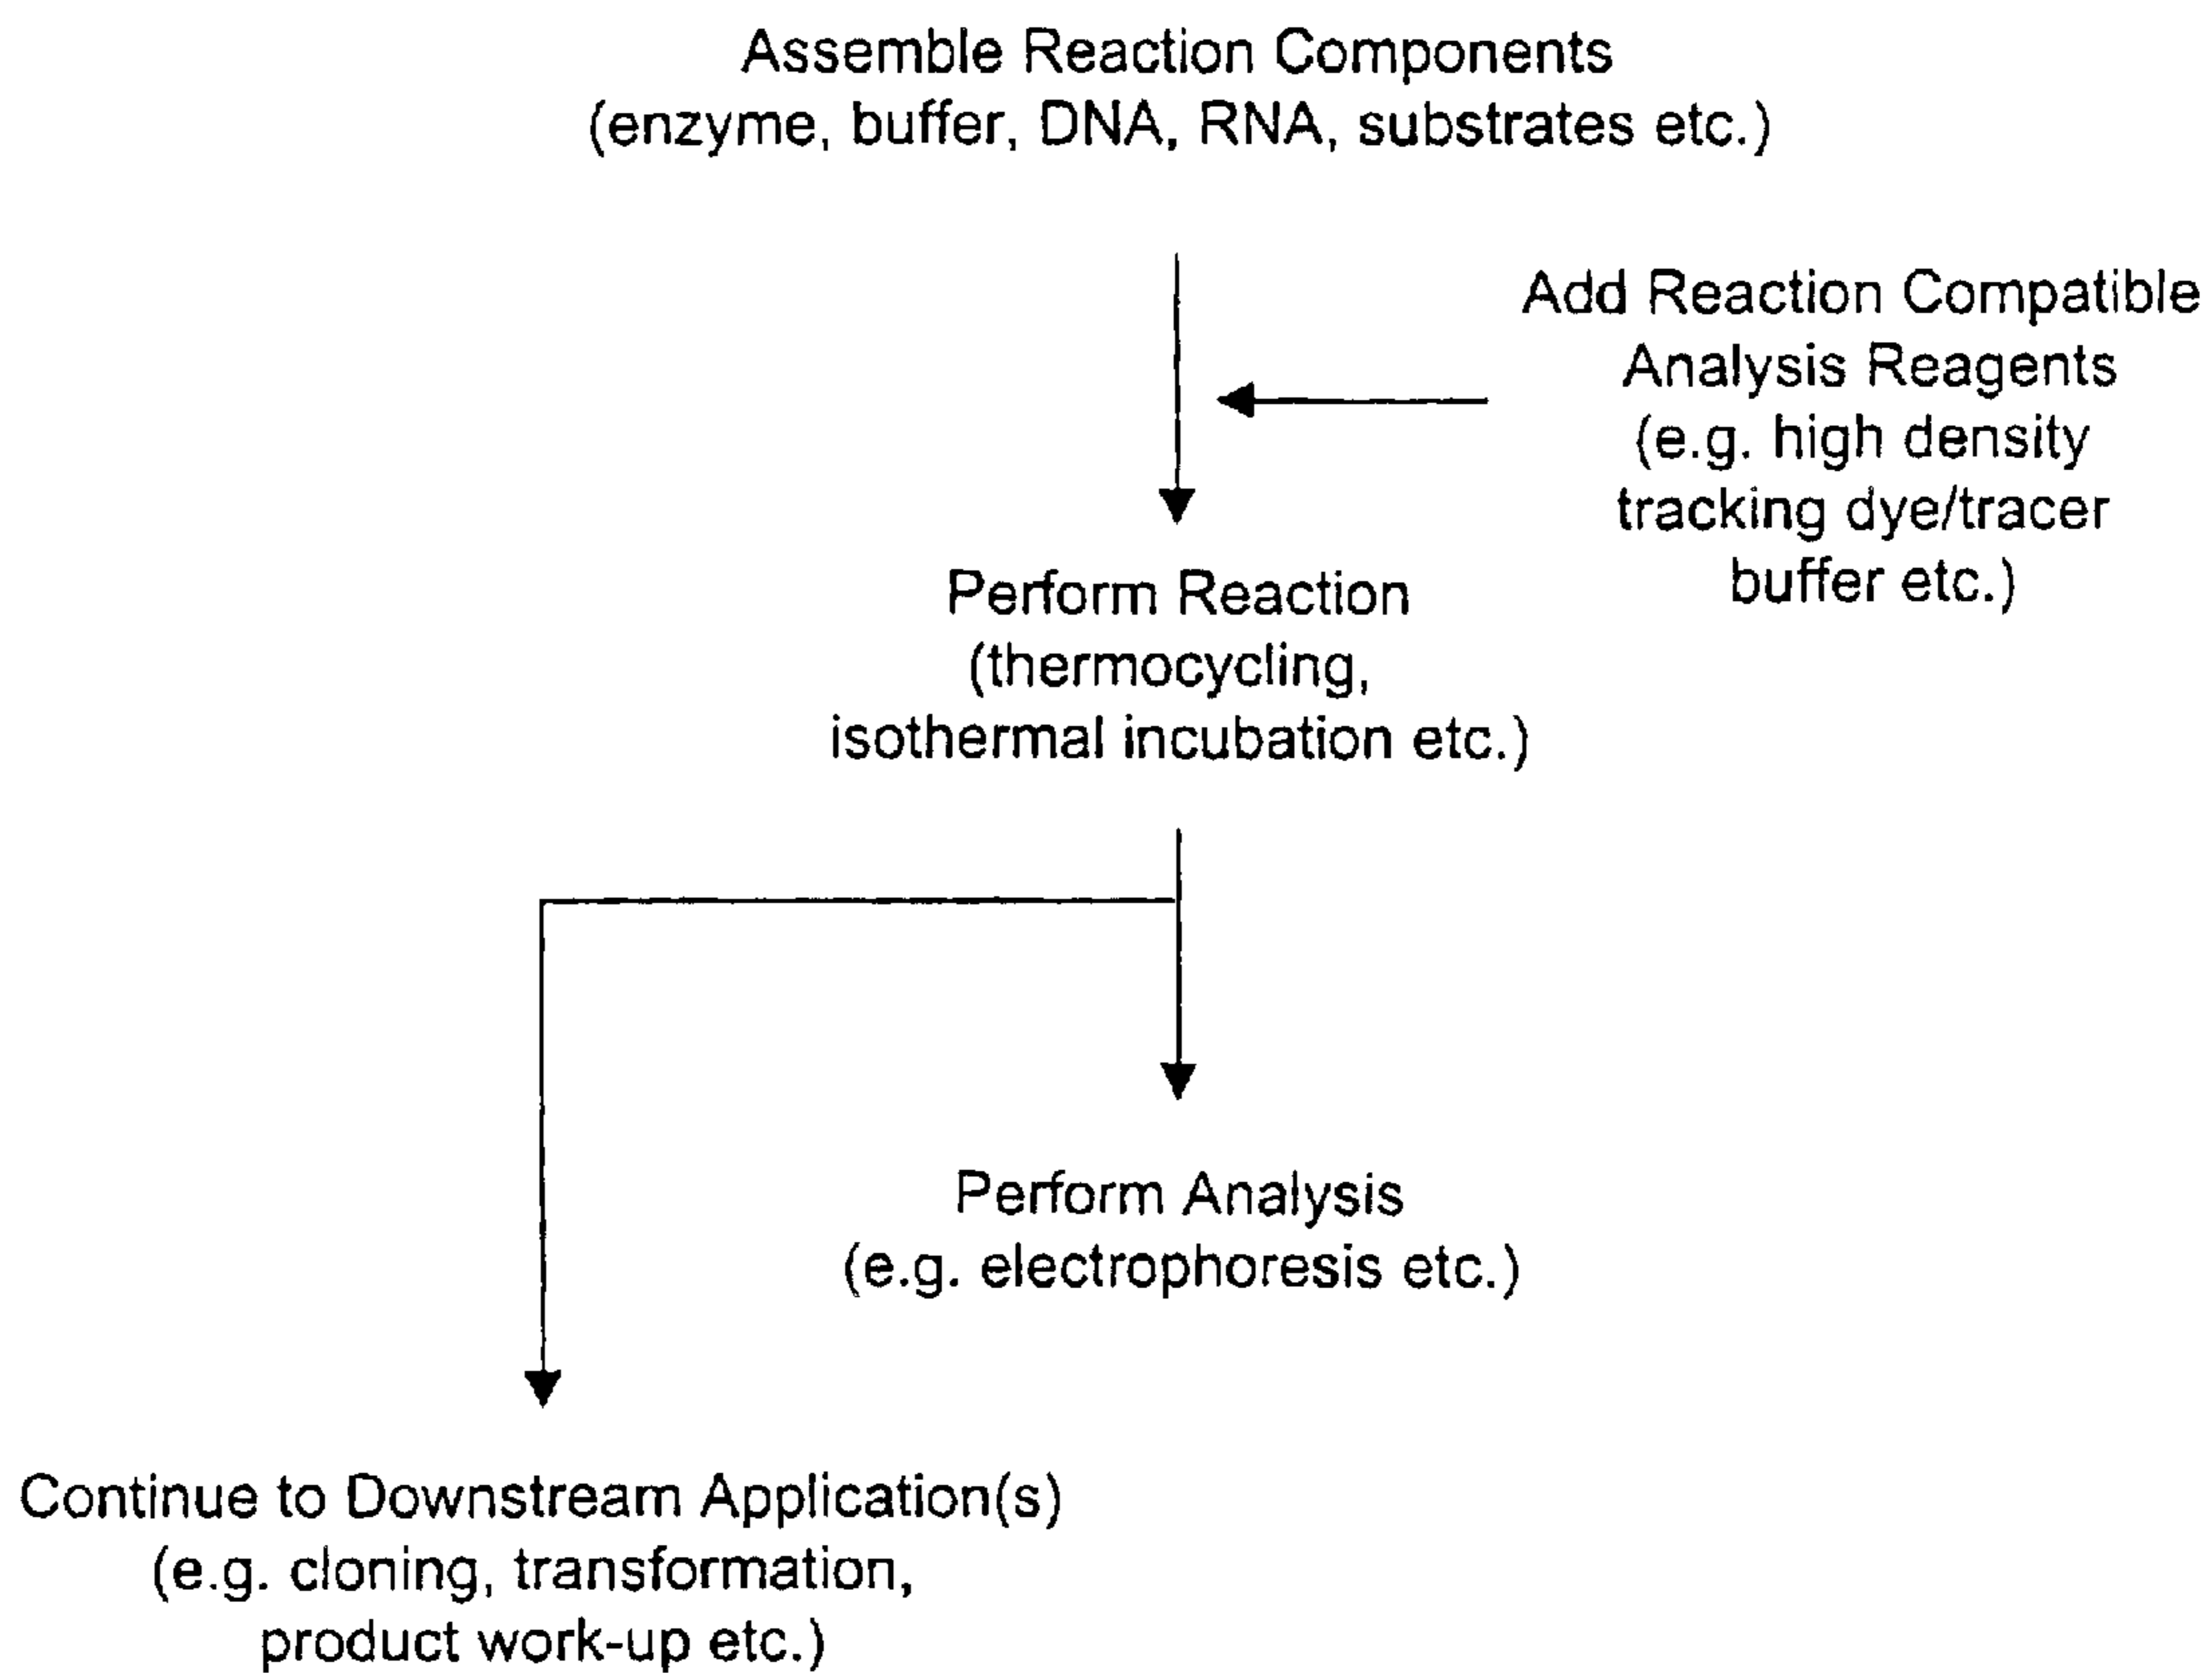 Assemble Reaction Components
(enzyme, buffer, DNA, RNA, substrates etc.)
Add Reaction Compatible
Analysis Reagents
(e.g. high density
tracking dye/tracer
buffer etc.)
Perform Reaction
(thermocycling,
isothermal incubation etc.)
Perform Analysis
(e.g. electrophoresis etc.)
Continue to Downstream Application(s)
(e.g. cloning, transformation,
product work-up etc.)